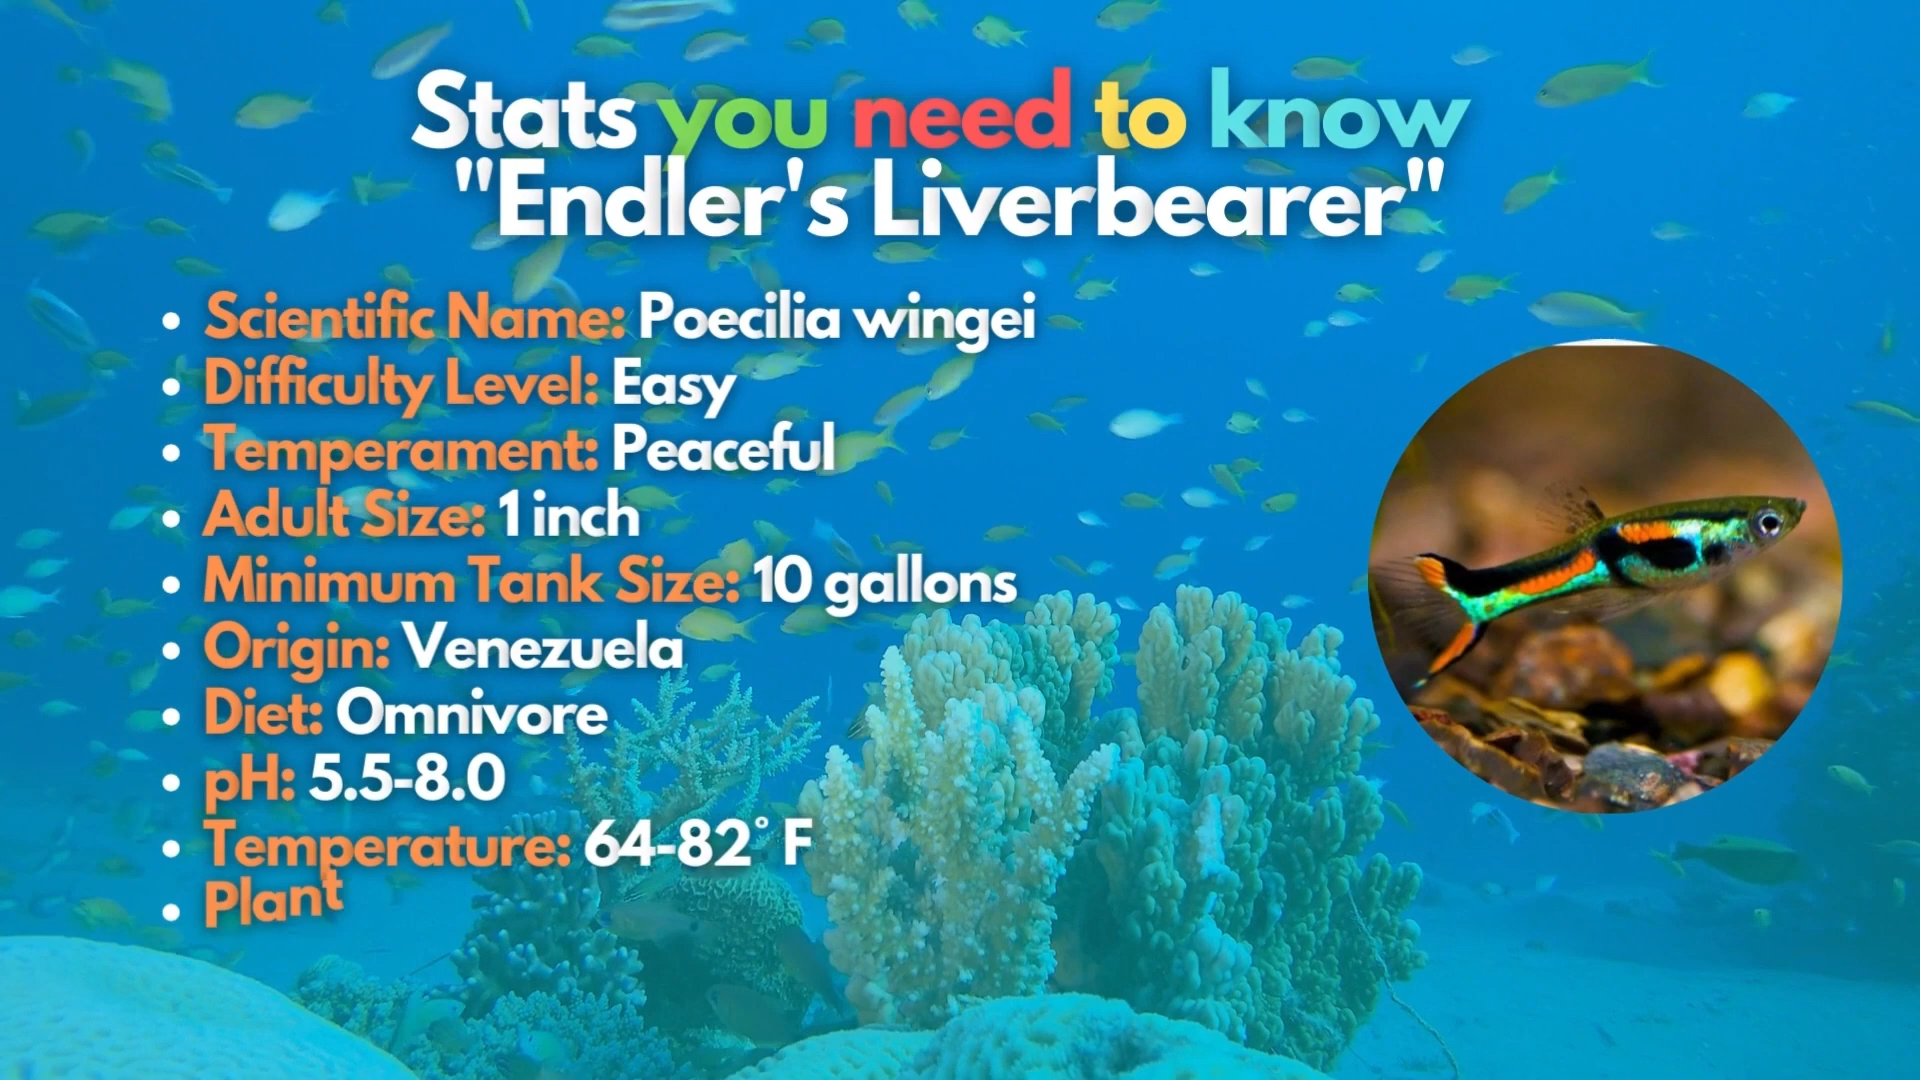 Stats you need to know
"Endler's Liverbearer"
• Scientific Name: Poecilia wingei
• Difficulty Level: Easy
• Temperament: Peaceful
• Adult Size: 1 inch
• Minimum Tank Size: 10 gallons
• Origin: Venezuela
• Diet: Omnivore
• pH: 5.5-8.0
• Temperature: 64-82° F
• Plant